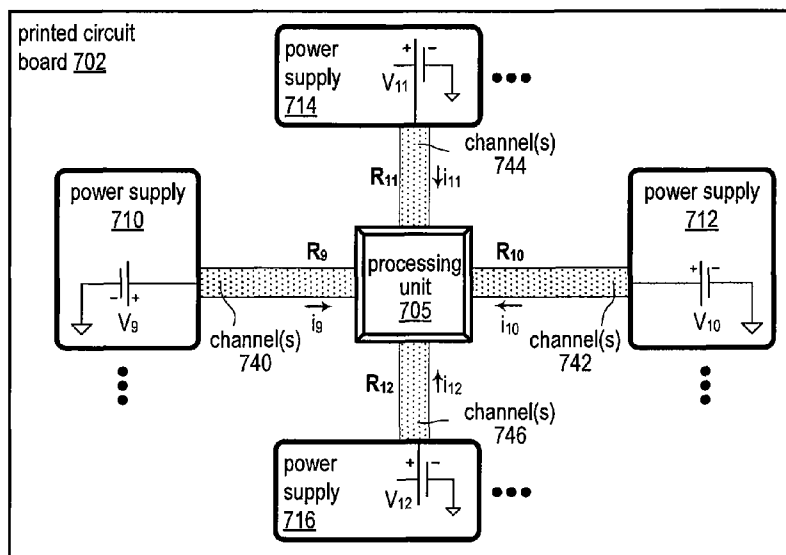 printed circuit
board 702
power
supply
714
+ −
V₁₁
•••
channel(s)
744
R₁₁
↓i₁₁
power supply
710
− +
V₉
•••
R₉
i₉
→
channel(s)
740
processing
unit
705
R₁₀
←
i₁₀
channel(s)
742
power supply
712
+ −
V₁₀
•••
R₁₂
↑i₁₂
channel(s)
746
power
supply
716
+ −
V₁₂
•••